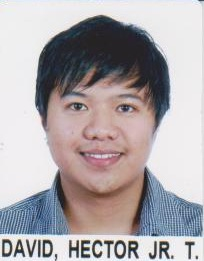 DAVID, HECTOR JR. T.